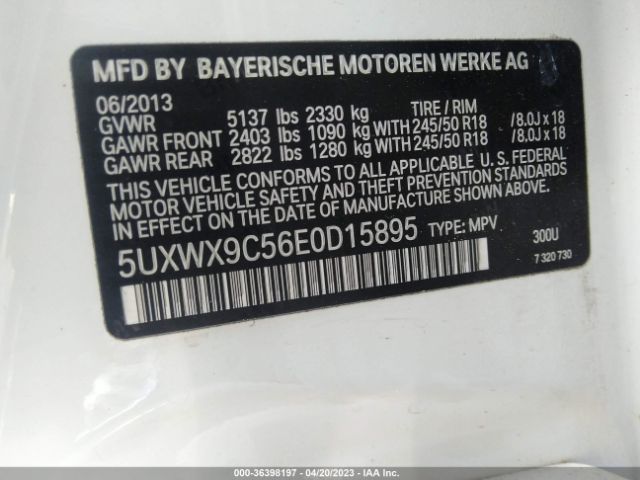 MFD BY BAYERISCHE MOTOREN WERKE AG
06/2013 TIRE / RIM
GVWR 5137 lbs 2330 kg
GAWR FRONT 2403 lbs 1090 kg WITH 245/50 R18 /8.0J x 18
GAWR REAR 2822 lbs 1280 kg WITH 245/50 R18 /8.0J x 18
THIS VEHICLE CONFORMS TO ALL APPLICABLE U.S. FEDERAL
MOTOR VEHICLE SAFETY AND THEFT PREVENTION STANDARDS
IN EFFECT ON THE DATE OF MANUFACTURE SHOWN ABOVE.
5UXWX9C56E0D15895 TYPE: MPV 300U
7 320 730
000-36398197 - 04/20/2023 - IAAI.COM